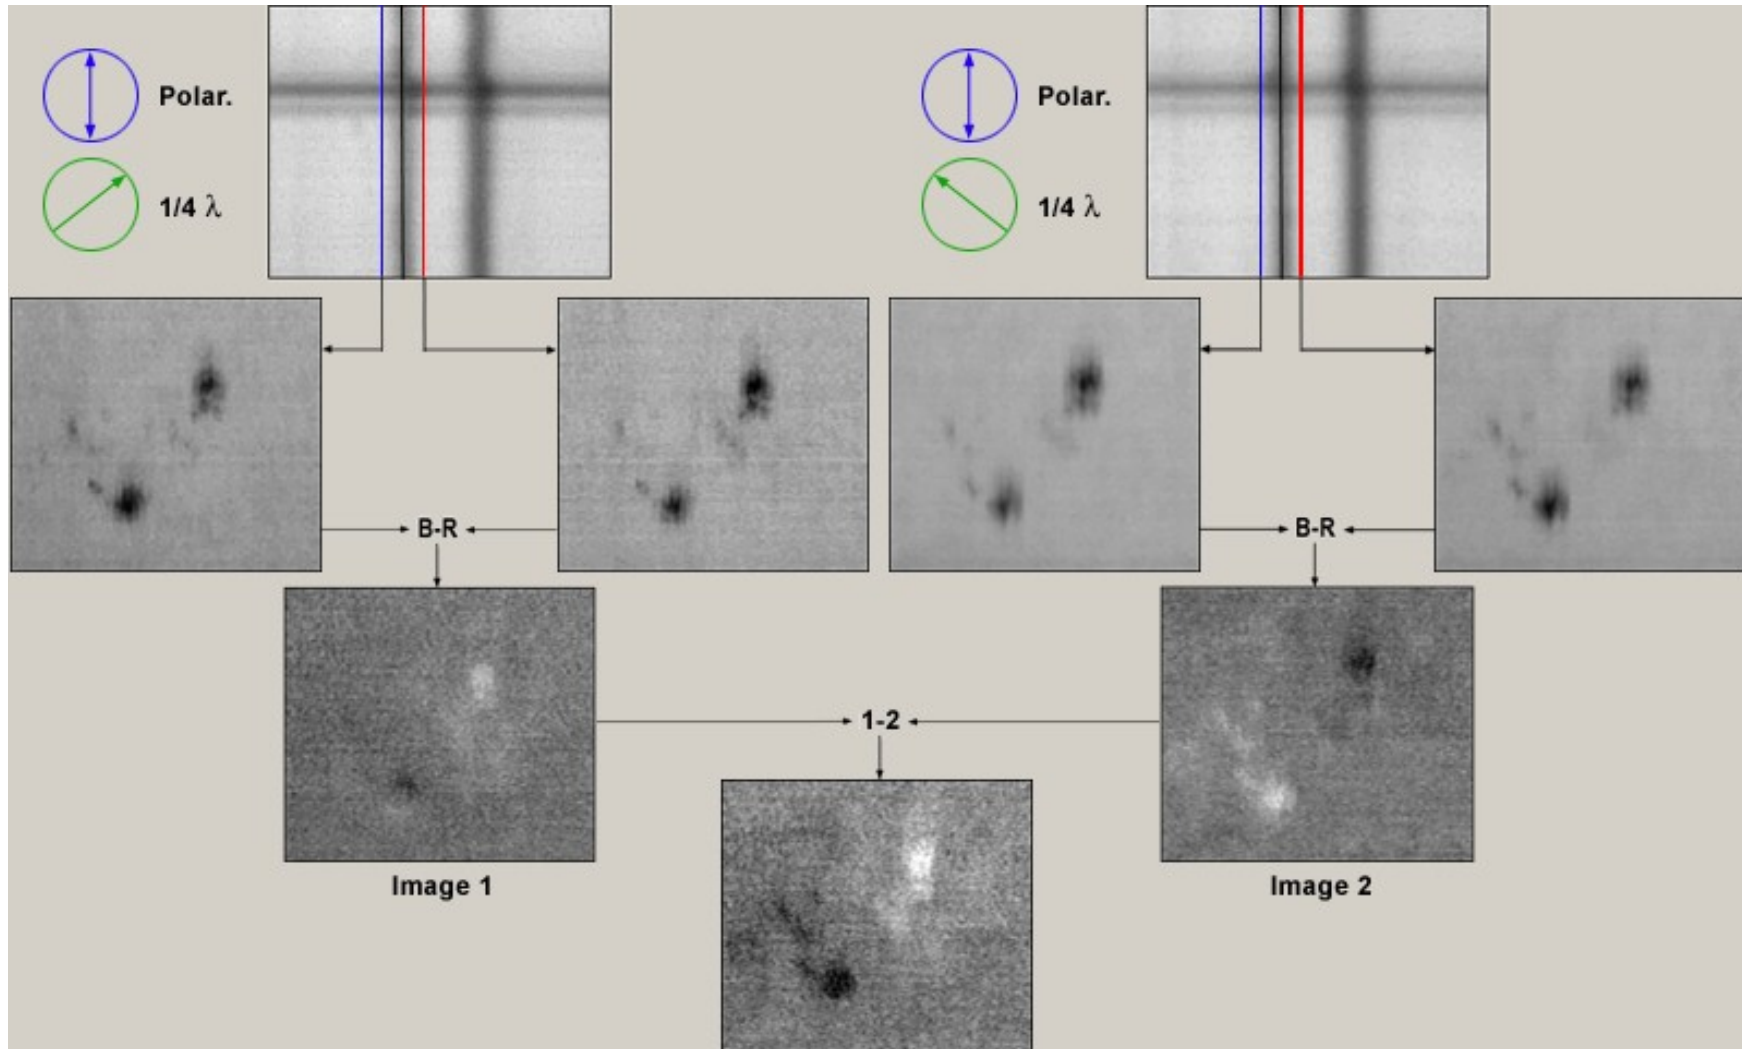 Polar.
1/4 λ
Polar.
1/4 λ
B-R
B-R
1-2
Image 1
Image 2